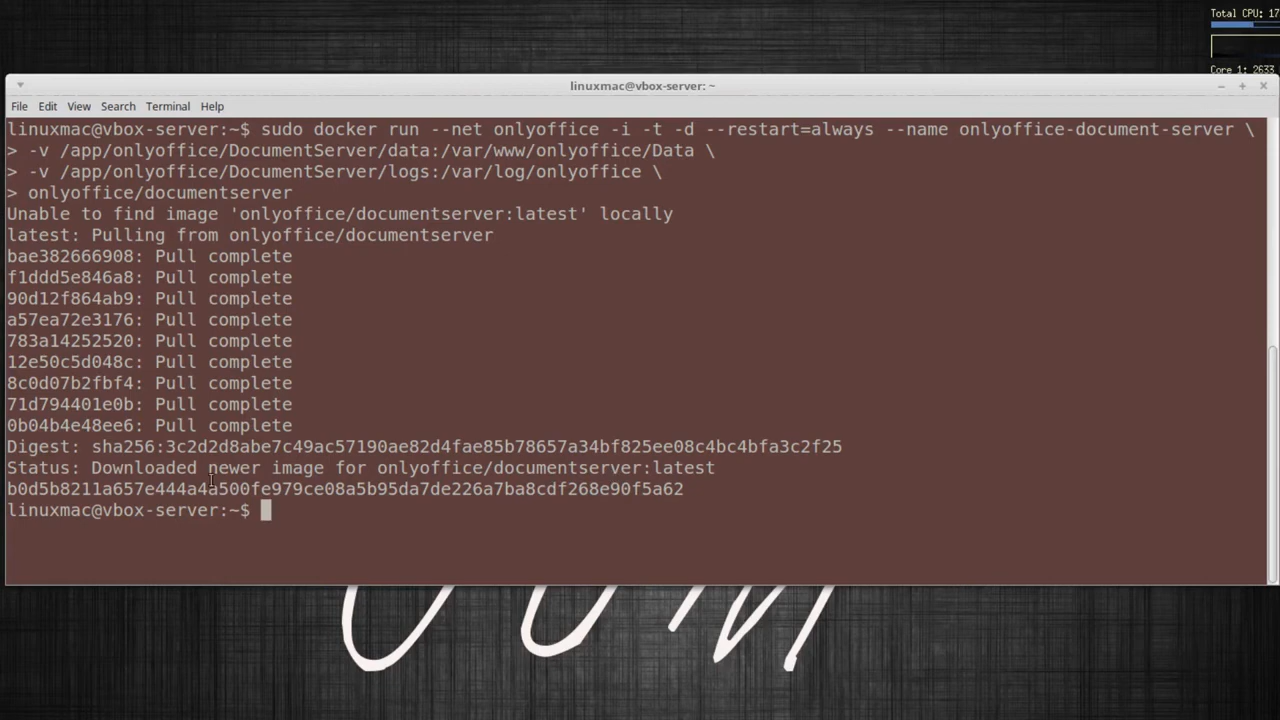 Total CPU: 17
Core 1: 2633
linuxmac@vbox-server: ~
File Edit View Search Terminal Help
linuxmac@vbox-server:~$ sudo docker run --net onlyoffice -i -t -d --restart=always --name onlyoffice-document-server \
> -v /app/onlyoffice/DocumentServer/data:/var/www/onlyoffice/Data \
> -v /app/onlyoffice/DocumentServer/logs:/var/log/onlyoffice \
> onlyoffice/documentserver
Unable to find image 'onlyoffice/documentserver:latest' locally
latest: Pulling from onlyoffice/documentserver
bae382666908: Pull complete
f1ddd5e846a8: Pull complete
90d12f864ab9: Pull complete
a57ea72e3176: Pull complete
783a14252520: Pull complete
12e50c5d048c: Pull complete
8c0d07b2fbf4: Pull complete
71d794401e0b: Pull complete
0b04b4e48ee6: Pull complete
Digest: sha256:3c2d2d8abe7c49ac57190ae82d4fae85b78657a34bf825ee08c4bc4bfa3c2f25
Status: Downloaded newer image for onlyoffice/documentserver:latest
b0d5b8211a657e444a4a500fe979ce08a5b95da7de226a7ba8cdf268e90f5a62
linuxmac@vbox-server:~$